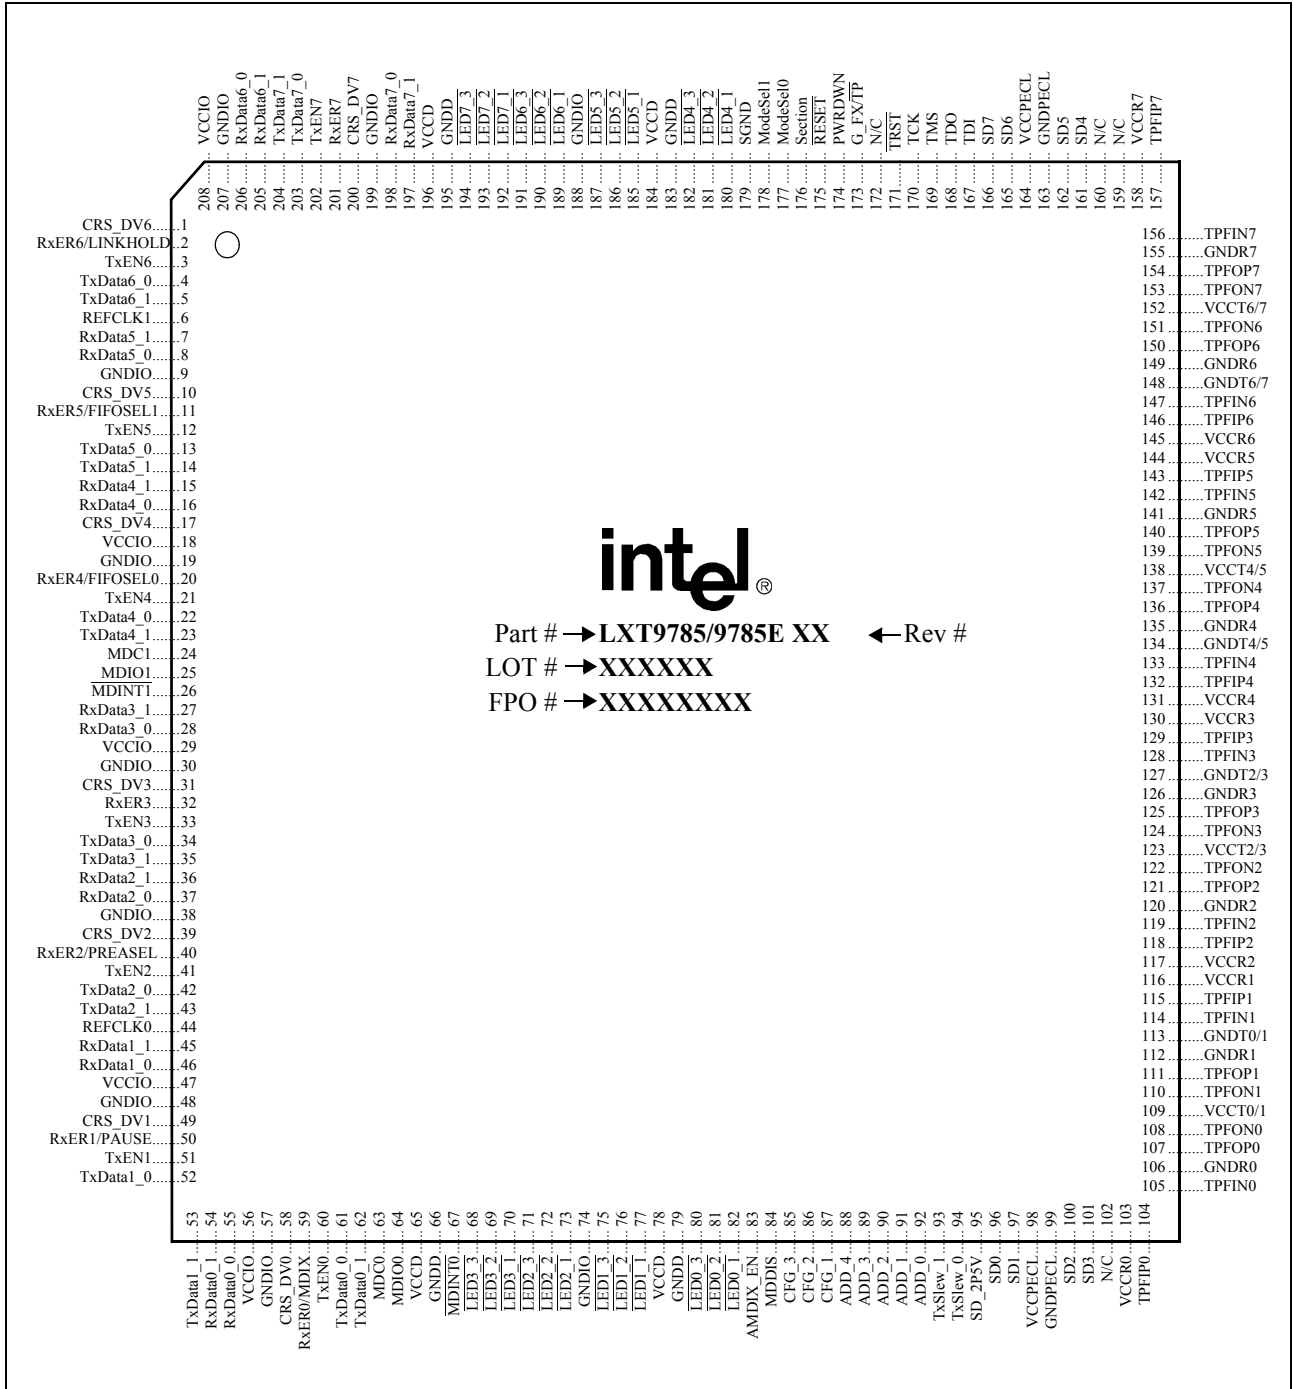 208 VCCIO
207 GNDIO
206 RxData6_0
205 RxData6_1
204 TxData7_1
203 TxData7_0
202 TxEN7
201 RxER7
200 CRS_DV7
199 GNDIO
198 RxData7_0
197 RxData7_1
196 VCCD
195 GNDD
194 LED7_3
193 LED7_2
192 LED7_1
191 LED6_3
190 LED6_2
189 LED6_1
188 GNDIO
187 LED5_3
186 LED5_2
185 LED5_1
184 VCCD
183 GNDD
182 LED4_3
181 LED4_2
180 LED4_1
179 SGND
178 ModeSel1
177 ModeSel0
176 Section
175 RESET
174 PWRDWN
173 G_FX/TP
172 N/C
171 TRST
170 TCK
169 TMS
168 TDO
167 TDI
166 SD7
165 SD6
164 VCCPECL
163 GNDPECL
162 SD5
161 SD4
160 N/C
159 N/C
158 VCCR7
157 TPFIP7
CRS_DV6 1
RxER6/LINKHOLD 2
TxEN6 3
TxData6_0 4
TxData6_1 5
REFCLK1 6
RxData5_1 7
RxData5_0 8
GNDIO 9
CRS_DV5 10
RxER5/FIFOSEL1 11
TxEN5 12
TxData5_0 13
TxData5_1 14
RxData4_1 15
RxData4_0 16
CRS_DV4 17
VCCIO 18
GNDIO 19
RxER4/FIFOSEL0 20
TxEN4 21
TxData4_0 22
TxData4_1 23
MDC1 24
MDIO1 25
MDINT1 26
RxData3_1 27
RxData3_0 28
VCCIO 29
GNDIO 30
CRS_DV3 31
RxER3 32
TxEN3 33
TxData3_0 34
TxData3_1 35
RxData2_1 36
RxData2_0 37
GNDIO 38
CRS_DV2 39
RxER2/PREASEL 40
TxEN2 41
TxData2_0 42
TxData2_1 43
REFCLK0 44
RxData1_1 45
RxData1_0 46
VCCIO 47
GNDIO 48
CRS_DV1 49
RxER1/PAUSE 50
TxEN1 51
TxData1_0 52
intel ®
Part # LXT9785/9785E XX Rev #
LOT # XXXXXX
FPO # XXXXXXXX
156 TPFIN7
155 GNDR7
154 TPFOP7
153 TPFON7
152 VCCT6/7
151 TPFON6
150 TPFOP6
149 GNDR6
148 GNDT6/7
147 TPFIN6
146 TPFIP6
145 VCCR6
144 VCCR5
143 TPFIP5
142 TPFIN5
141 GNDR5
140 TPFOP5
139 TPFON5
138 VCCT4/5
137 TPFON4
136 TPFOP4
135 GNDR4
134 GNDT4/5
133 TPFIN4
132 TPFIP4
131 VCCR4
130 VCCR3
129 TPFIP3
128 TPFIN3
127 GNDT2/3
126 GNDR3
125 TPFOP3
124 TPFON3
123 VCCT2/3
122 TPFON2
121 TPFOP2
120 GNDR2
119 TPFIN2
118 TPFIP2
117 VCCR2
116 VCCR1
115 TPFIP1
114 TPFIN1
113 GNDT0/1
112 GNDR1
111 TPFOP1
110 TPFON1
109 VCCT0/1
108 TPFON0
107 TPFOP0
106 GNDR0
105 TPFIN0
TxData1_1 53
RxData0_1 54
RxData0_0 55
VCCIO 56
GNDIO 57
CRS_DV0 58
RxER0/MDIX 59
TxEN0 60
TxData0_0 61
TxData0_1 62
MDC0 63
MDIO0 64
VCCD 65
GNDD 66
MDINT0 67
LED3_3 68
LED3_2 69
LED3_1 70
LED2_3 71
LED2_2 72
LED2_1 73
GNDIO 74
LED1_3 75
LED1_2 76
LED1_1 77
VCCD 78
GNDD 79
LED0_3 80
LED0_2 81
LED0_1 82
AMDIX_EN 83
MDDIS 84
CFG_3 85
CFG_2 86
CFG_1 87
ADD_4 88
ADD_3 89
ADD_2 90
ADD_1 91
ADD_0 92
TxSlew_1 93
TxSlew_0 94
SD_2P5V 95
SD0 96
SD1 97
VCCPECL 98
GNDPECL 99
SD2 100
SD3 101
N/C 102
VCCR0 103
TPFIP0 104